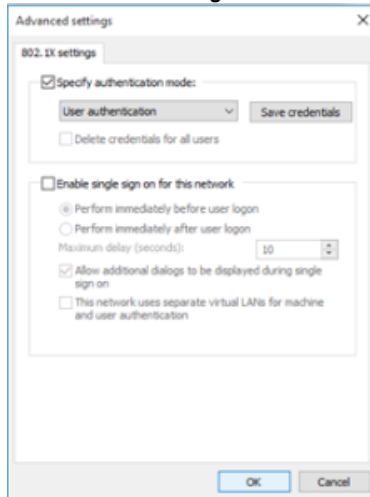 Advanced settings
802.1X settings
Specify authentication mode:
User authentication
Save credentials
Delete credentials for all users
Enable single sign on for this network
Perform immediately before user logon
Perform immediately after user logon
Maximum delay (seconds):
10
Allow additional dialogs to be displayed during single
sign on
This network uses separate virtual LANs for machine
and user authentication
OK
Cancel